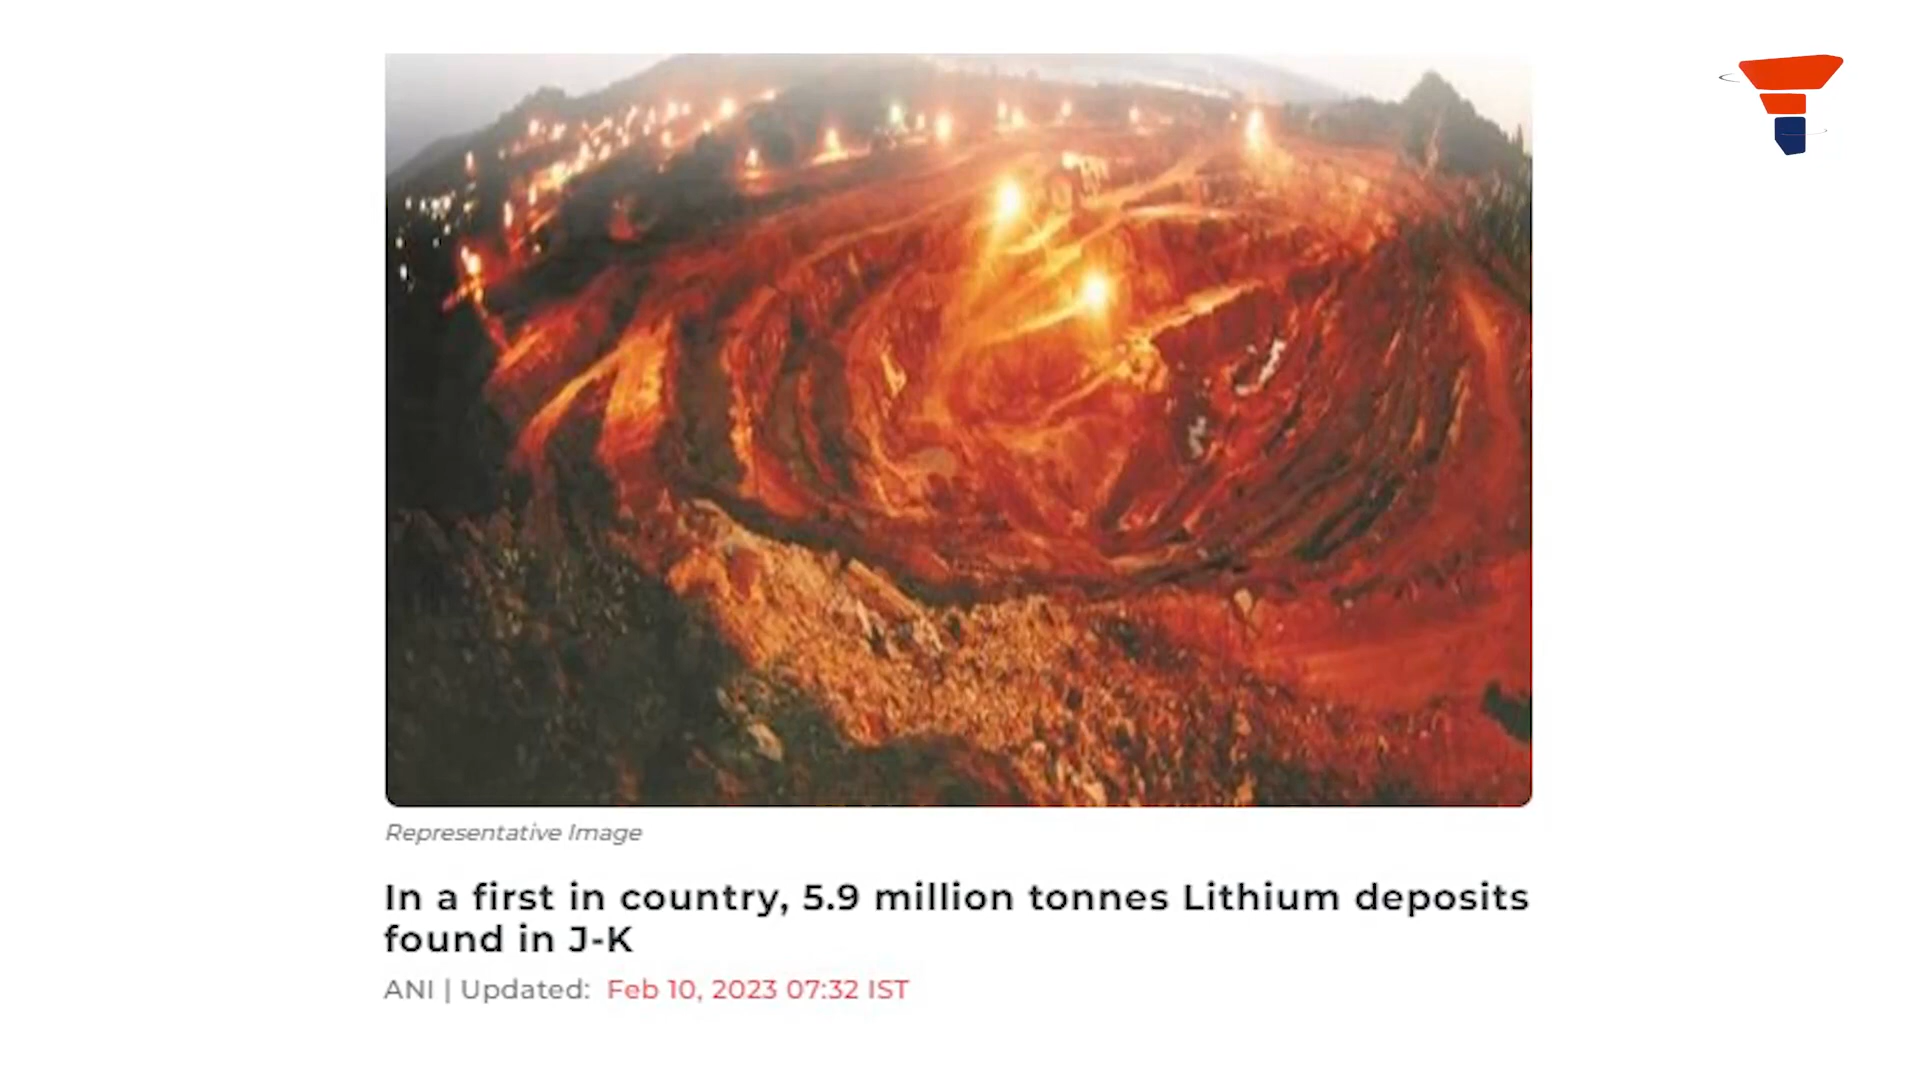 Representative Image
In a first in country, 5.9 million tonnes Lithium deposits
found in J-K
ANI | Updated: Feb 10, 2023 07:32 IST